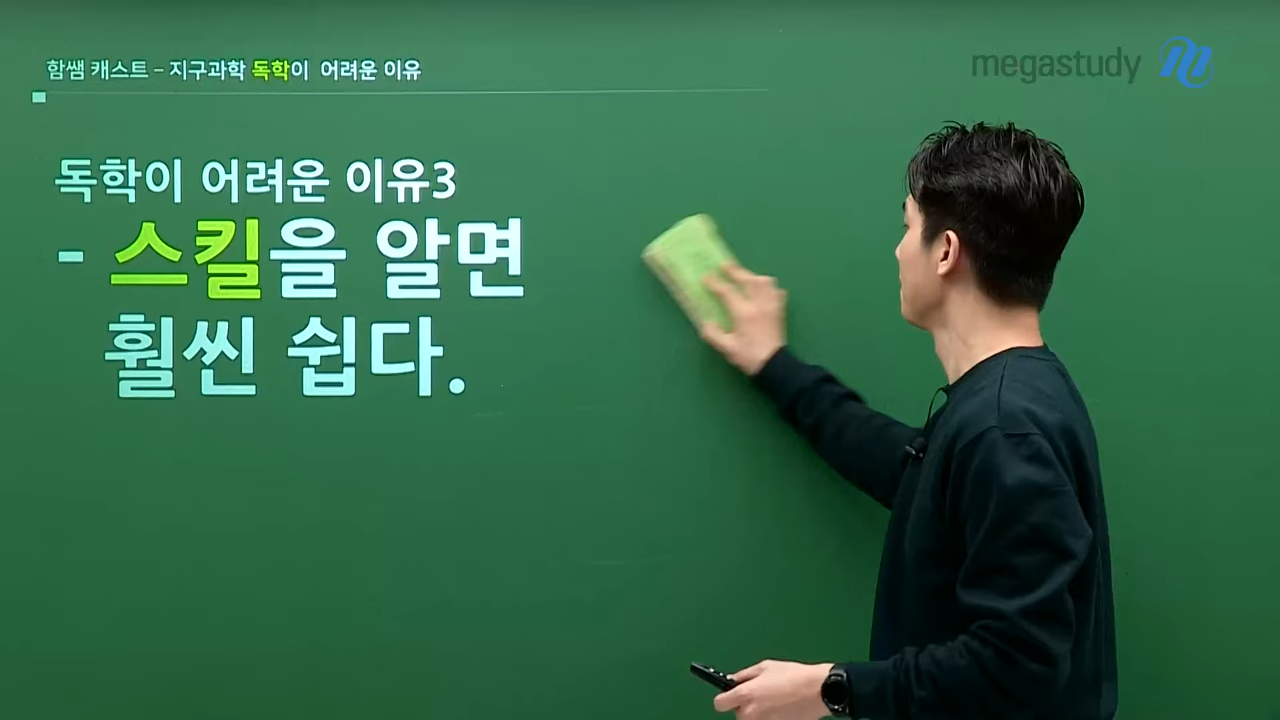 함쌤 캐스트 – 지구과학 독학이 어려운 이유
megastudy
독학이 어려운 이유3
- 스킬을 알면
훨씬 쉽다.